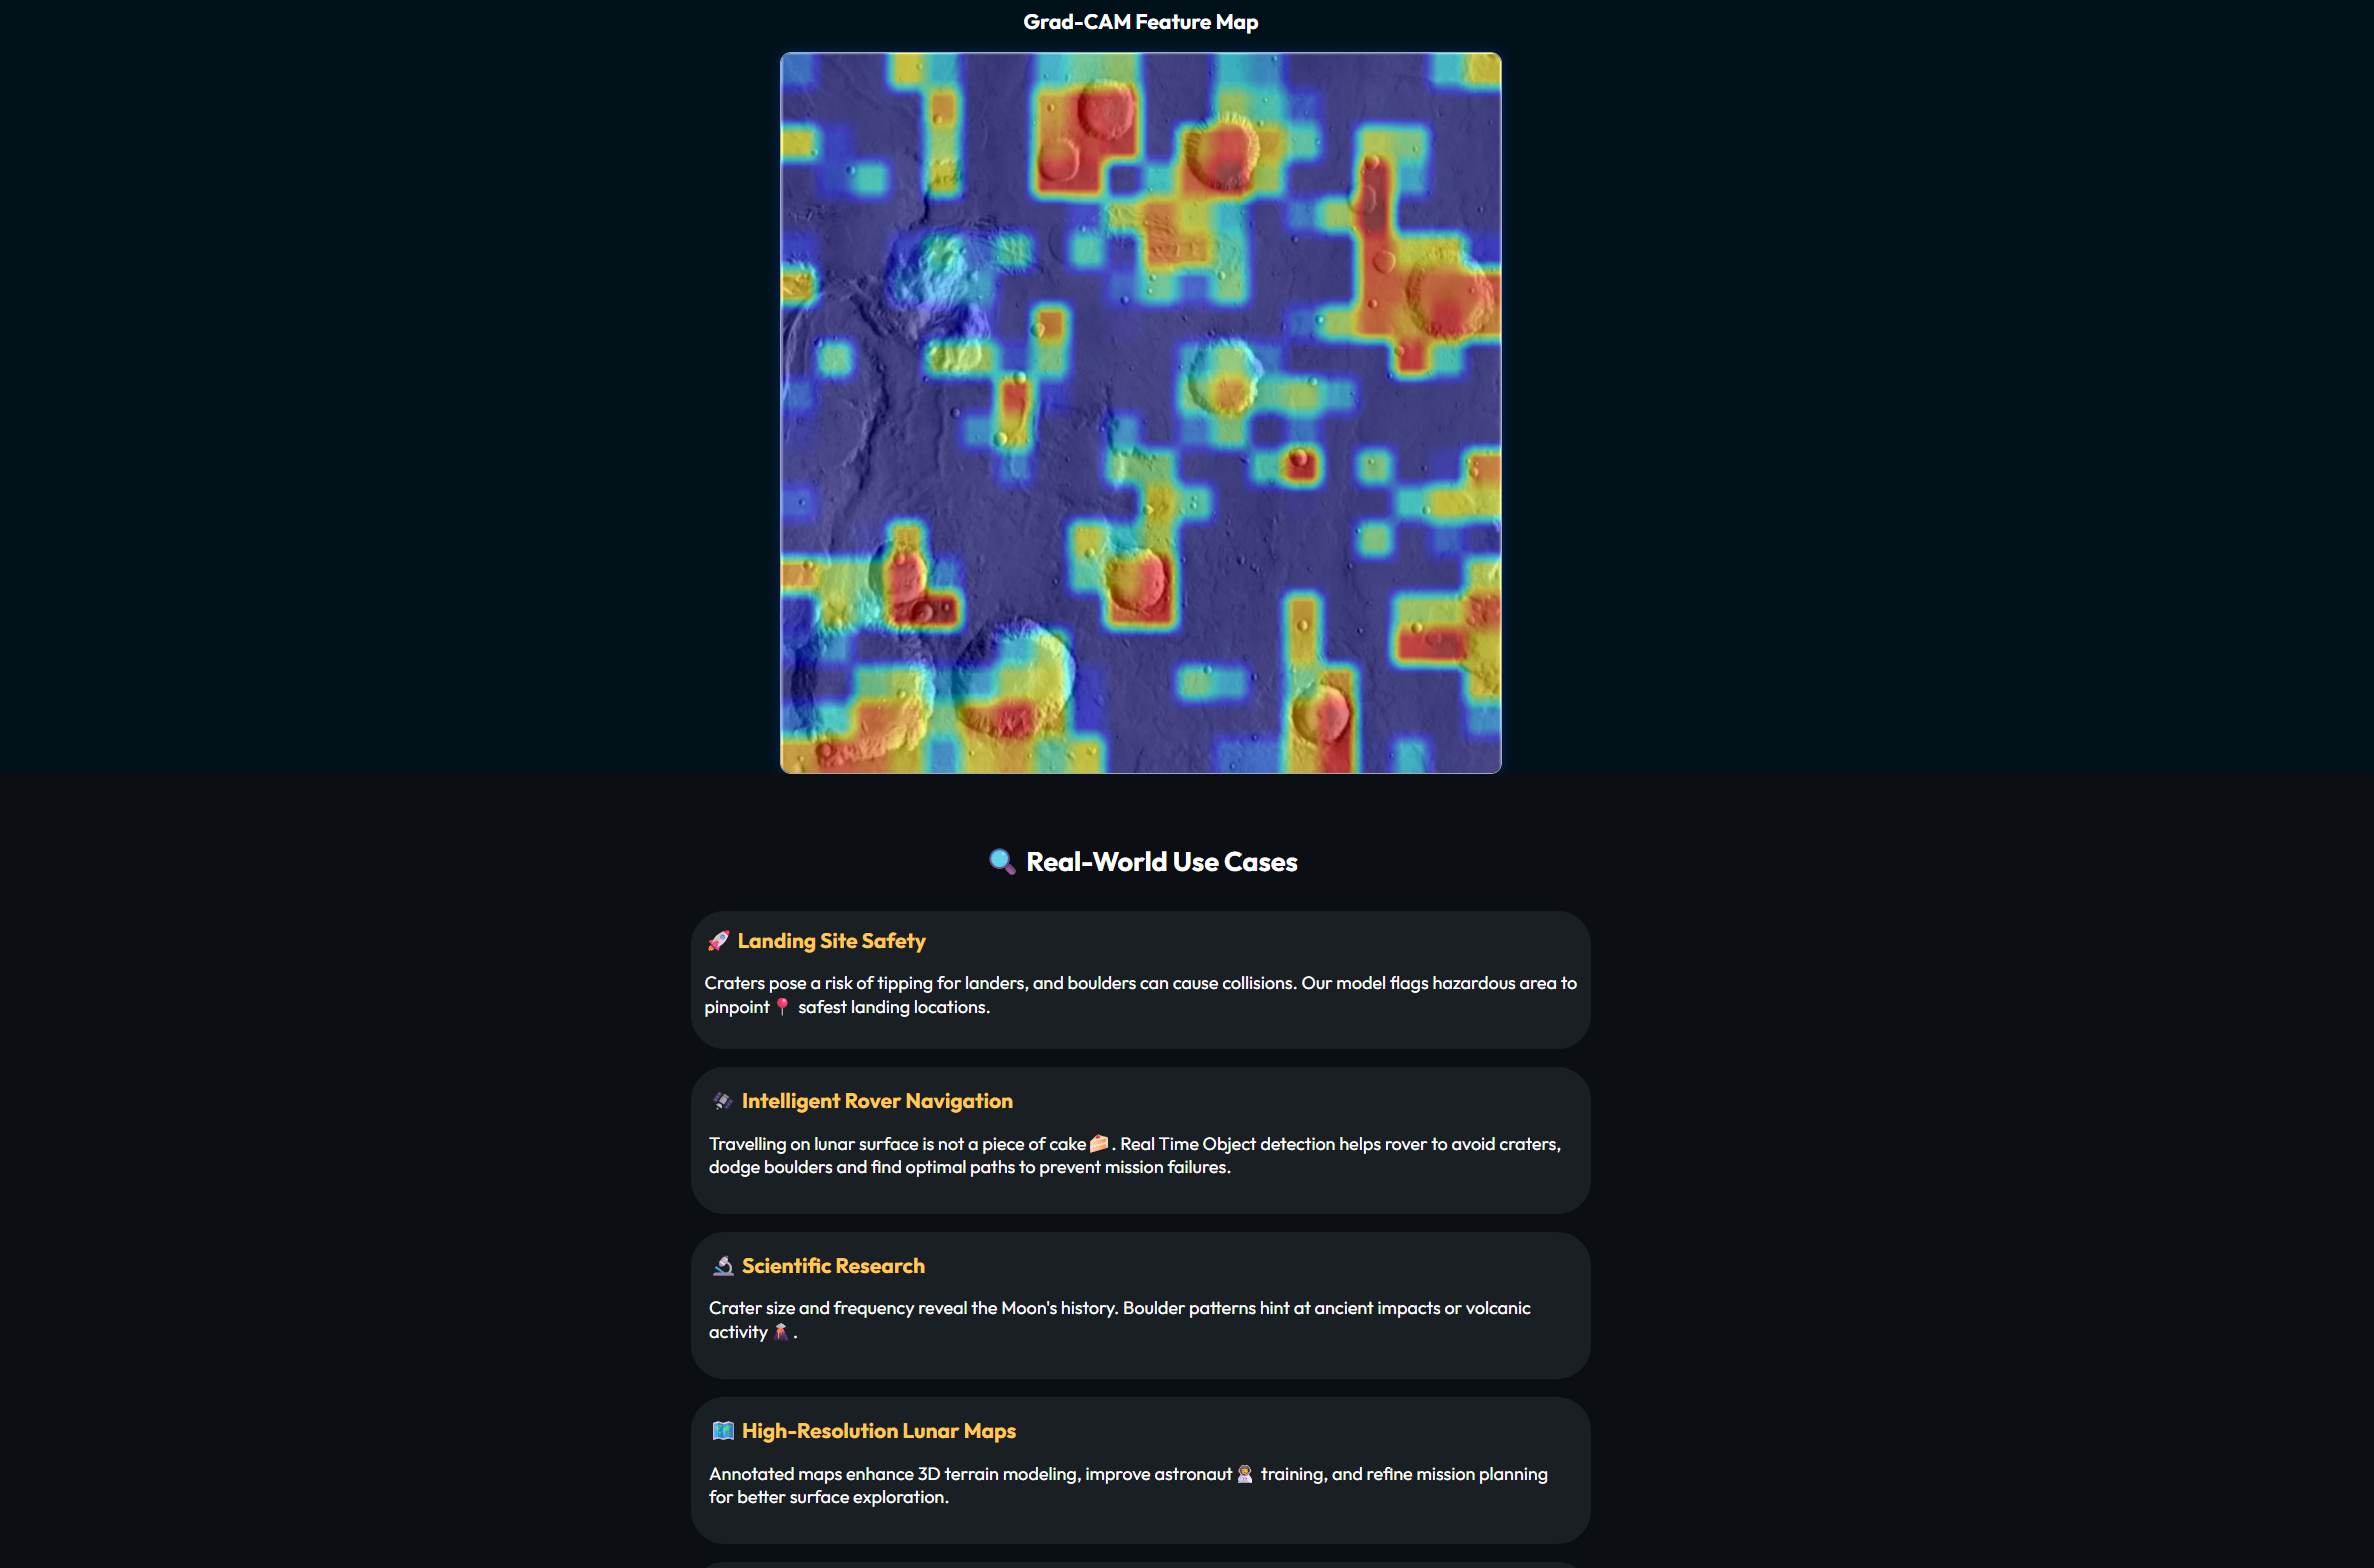 Grad-CAM Feature Map
🔍 Real-World Use Cases
🚀 Landing Site Safety
Craters pose a risk of tipping for landers, and boulders can cause collisions. Our model flags hazardous area to
pinpoint 📍 safest landing locations.
🛰️ Intelligent Rover Navigation
Travelling on lunar surface is not a piece of cake🍰. Real Time Object detection helps rover to avoid craters,
dodge boulders and find optimal paths to prevent mission failures.
🔬 Scientific Research
Crater size and frequency reveal the Moon's history. Boulder patterns hint at ancient impacts or volcanic
activity 🌋.
🗺️ High-Resolution Lunar Maps
Annotated maps enhance 3D terrain modeling, improve astronaut 👩‍🚀 training, and refine mission planning
for better surface exploration.